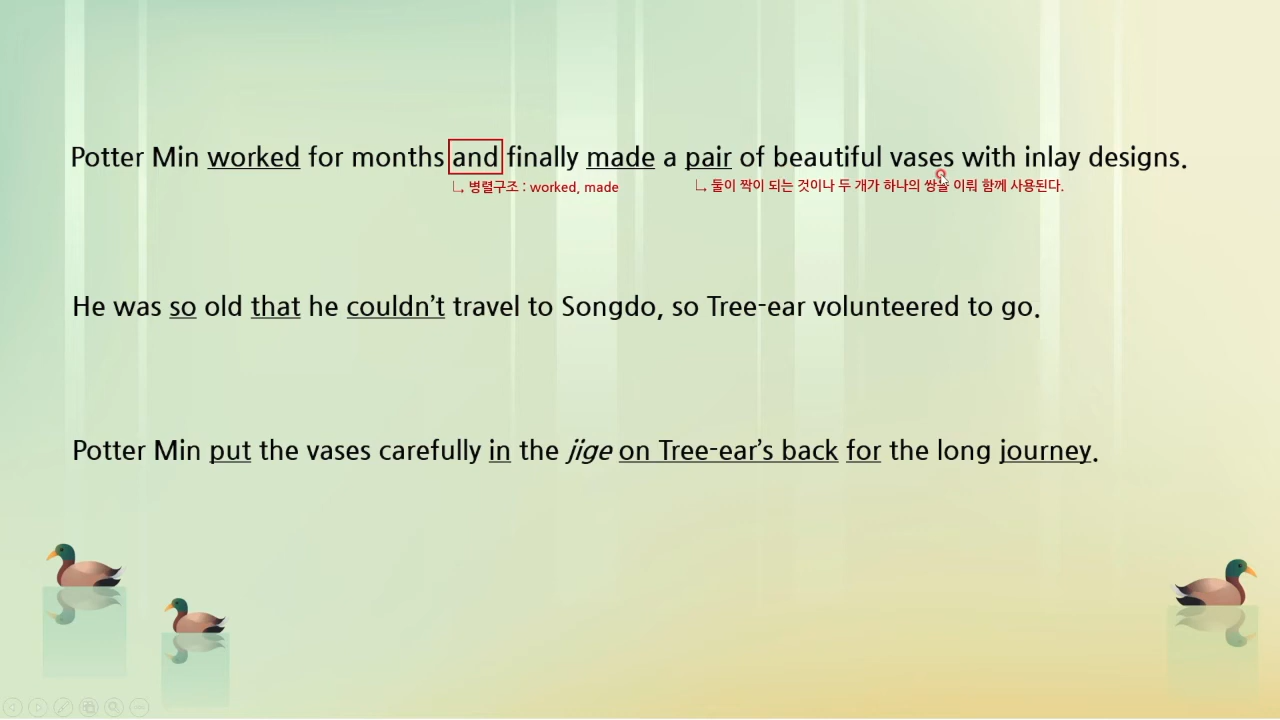 Potter Min worked for months and finally made a pair of beautiful vases with inlay designs.
병렬구조 : worked, made
둘이 짝이 되는 것이나 두 개가 하나의 쌍을 이뤄 함께 사용된다.
He was so old that he couldn’t travel to Songdo, so Tree-ear volunteered to go.
Potter Min put the vases carefully in the jige on Tree-ear’s back for the long journey.